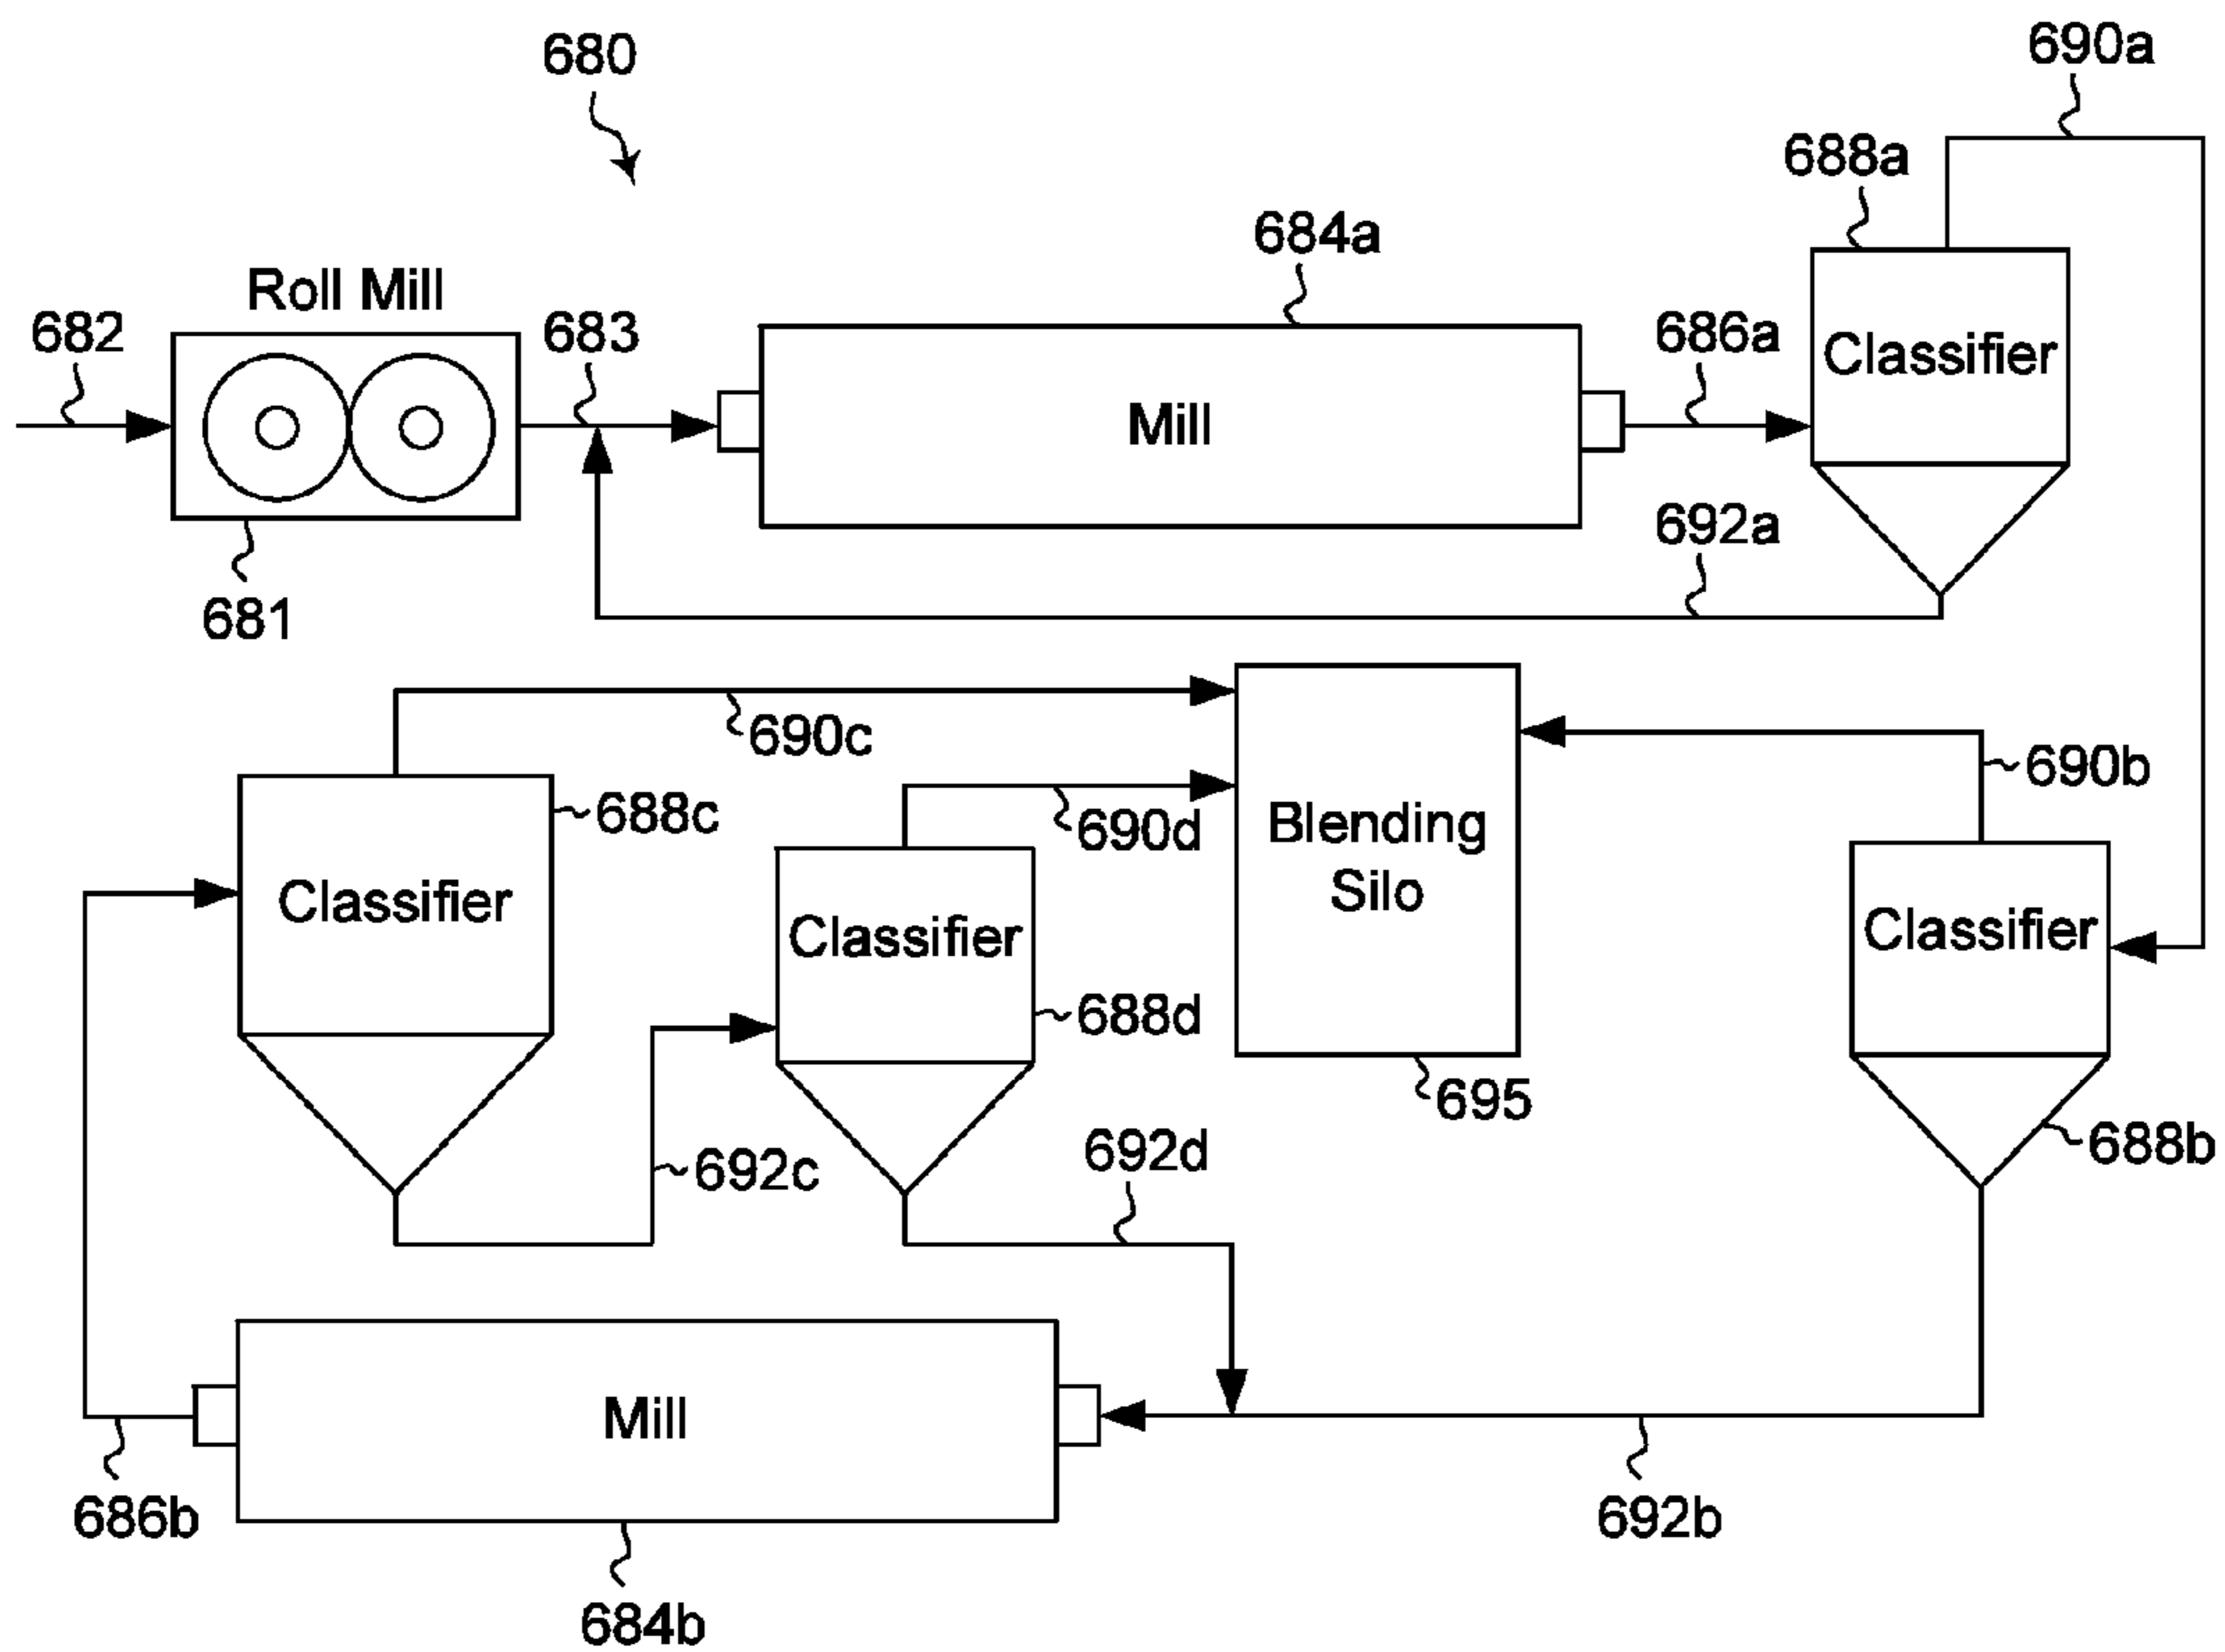 680
690a
688a
684a
Roll Mill
682
683
686a
Classifier
Mill
692a
681
690c
690b
688c
690d
Blending
Silo
Classifier
Classifier
Classifier
688d
695
692d
688b
692c
Mill
686b
692b
684b